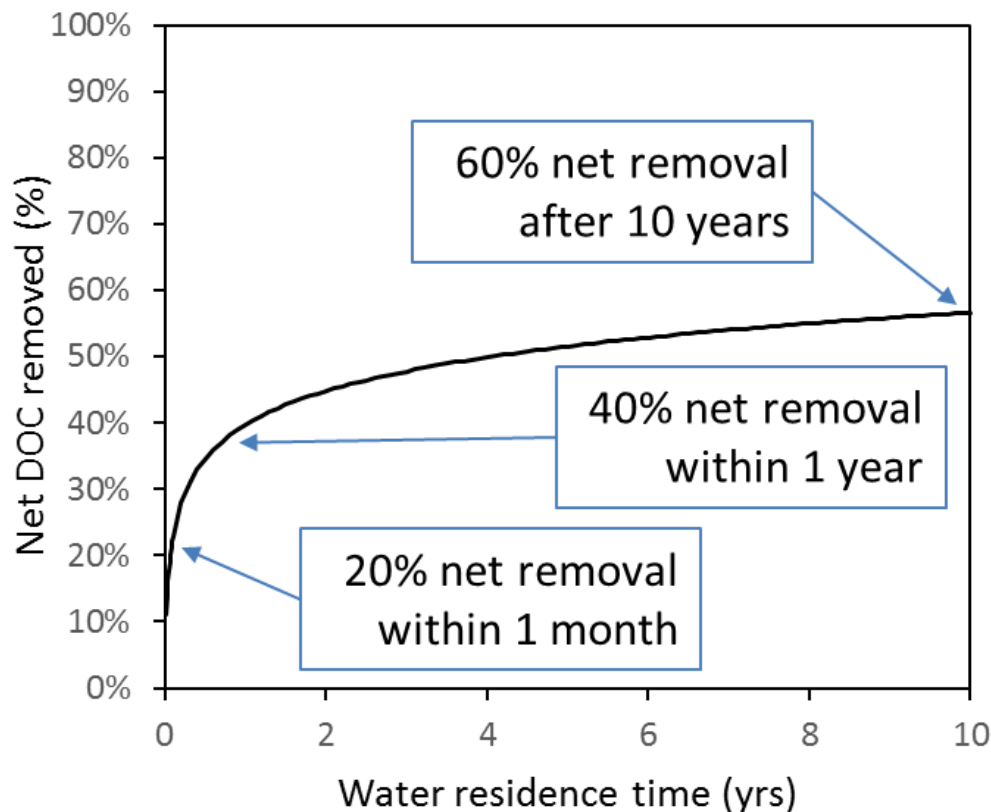 100%
90%
80%
70%
60%
50%
40%
30%
20%
10%
0%
Net DOC removed (%)
60% net removal
after 10 years
40% net removal
within 1 year
20% net removal
within 1 month
0
2
4
6
8
10
Water residence time (yrs)